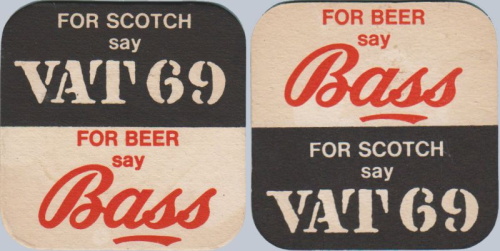 FOR SCOTCH
say
VAT 69
FOR BEER
say
Bass
FOR BEER
say
Bass
FOR SCOTCH
say
VAT 69